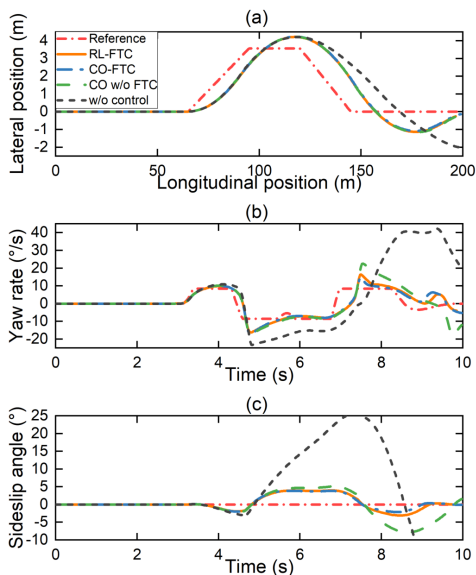 (a)
Lateral position (m)
4
3
2
1
0
-1
-2
Reference
RL-FTC
CO-FTC
CO w/o FTC
w/o control
0
50
100
150
200
Longitudinal position (m)
(b)
Yaw rate (°/s)
40
30
20
10
0
-10
-20
0
2
4
6
8
10
Time (s)
(c)
Sideslip angle (°)
25
20
15
10
5
0
-5
-10
0
2
4
6
8
10
Time (s)